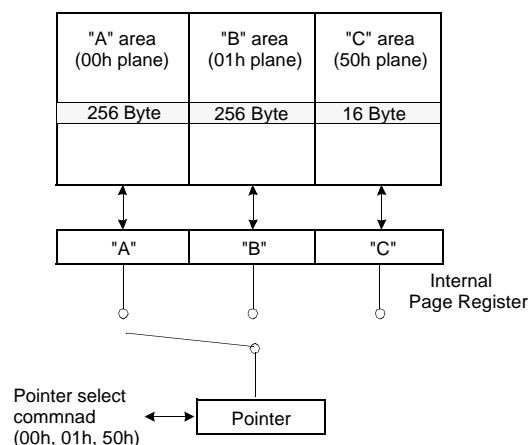 "A" area
(00h plane)
"B" area
(01h plane)
"C" area
(50h plane)
256 Byte
256 Byte
16 Byte
"A"
"B"
"C"
Internal
Page Register
Pointer select
commnad
(00h, 01h, 50h)
Pointer